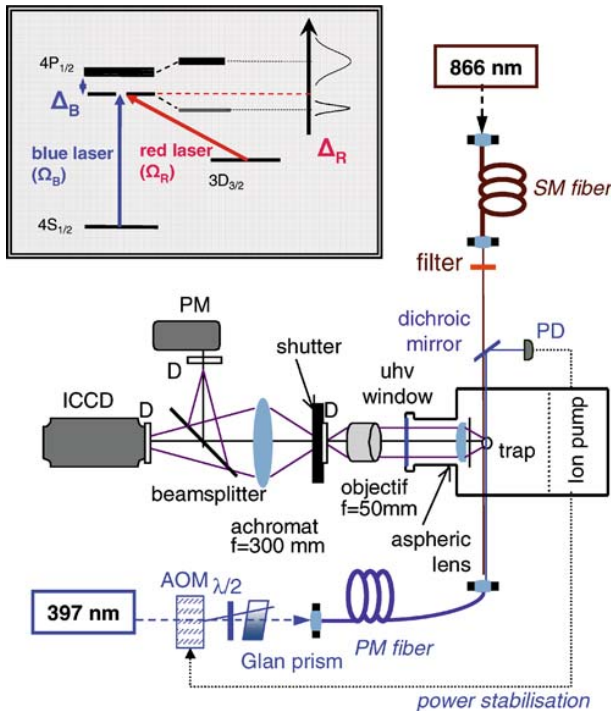 4P1/2
ΔB
blue laser
(ΩB)
red laser
(ΩR)
ΔR
3D3/2
4S1/2
866 nm
SM fiber
filter
PM
dichroic
mirror
PD
shutter
D
uhv
window
ICCD
D
D
trap
Ion pump
beamsplitter
objectif
f=50mm
achromat
f=300 mm
aspheric
lens
AOM
λ/2
397 nm
Glan prism
PM fiber
power stabilisation